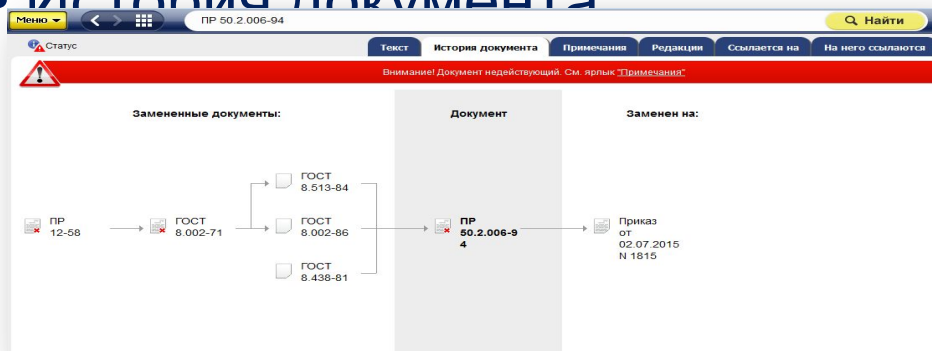 История документа
Меню
ПР 50.2.006-94
Найти
Статус
Текст
История документа
Примечания
Редакции
Ссылается на
На него ссылаются
Внимание! Документ недействующий. См. ярлык "Примечания"
Замененные документы:
Документ
Заменен на:
ПР
12-58
ГОСТ
8.002-71
ГОСТ
8.513-84
ГОСТ
8.002-86
ГОСТ
8.438-81
ПР
50.2.006-9
4
Приказ
от
02.07.2015
N 1815